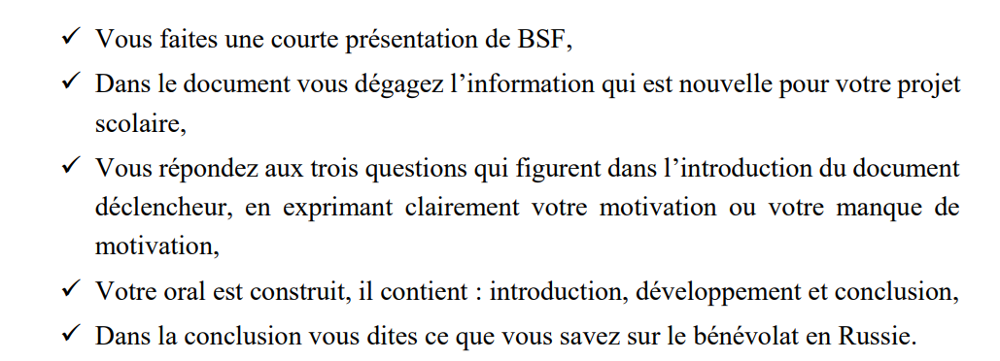 ✓ Vous faites une courte présentation de BSF,
✓ Dans le document vous dégagez l’information qui est nouvelle pour votre projet
scolaire,
✓ Vous répondez aux trois questions qui figurent dans l’introduction du document
déclencheur, en exprimant clairement votre motivation ou votre manque de
motivation,
✓ Votre oral est construit, il contient : introduction, développement et conclusion,
✓ Dans la conclusion vous dites ce que vous savez sur le bénévolat en Russie.